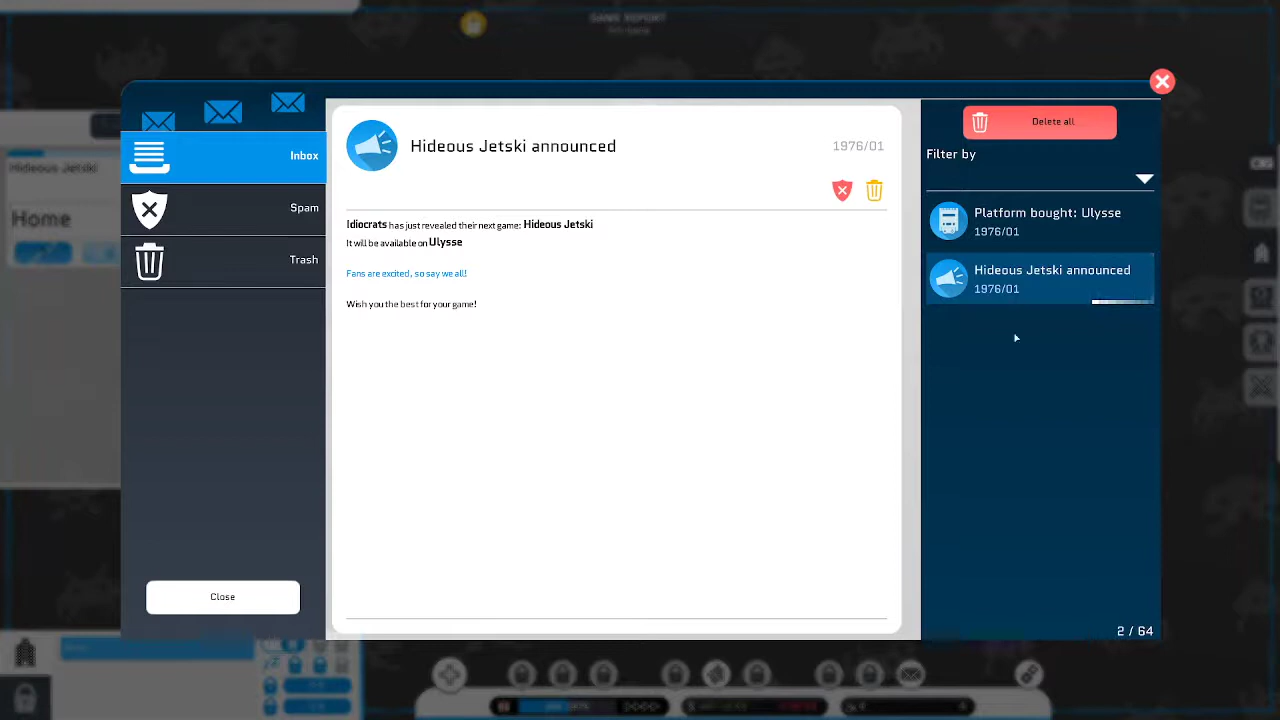 GAME REPORT
Inbox
Spam
Trash
Close
Hideous Jetski
Home
Hideous Jetski announced
1976/01
Idiocrats has just revealed their next game: Hideous Jetski
It will be available on Ulysse
Fans are excited, so say we all!
Wish you the best for your game!
Delete all
Filter by
Platform bought: Ulysse
1976/01
Hideous Jetski announced
1976/01
2 / 64